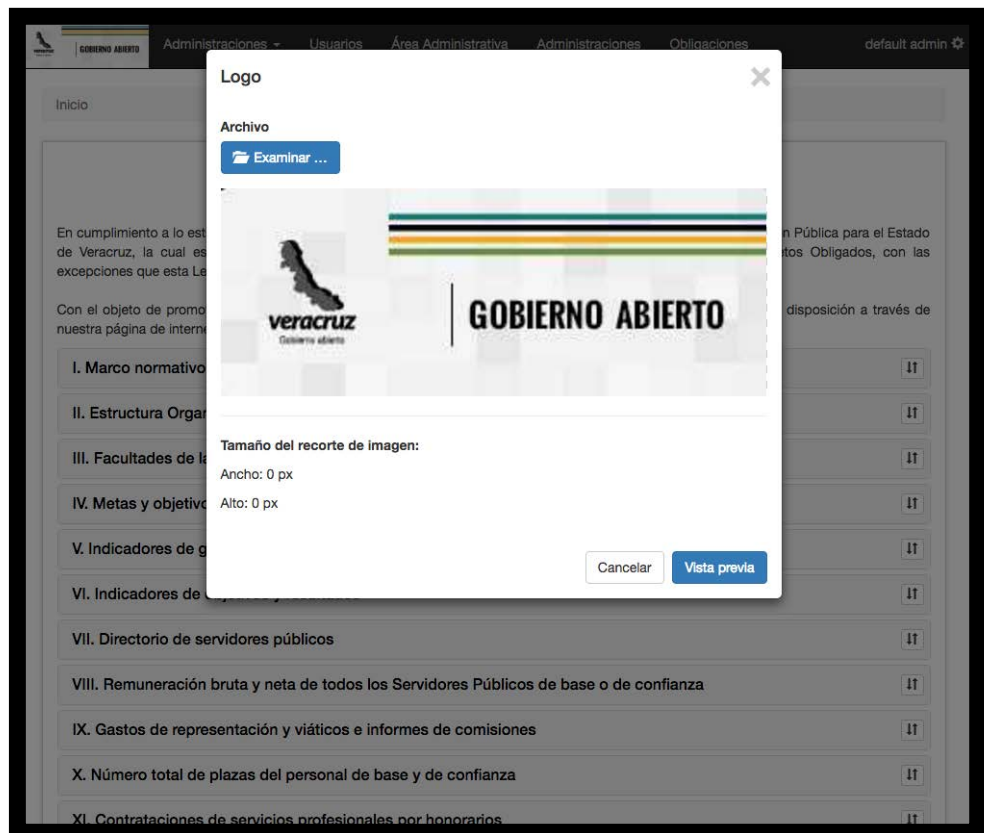 GOBIERNO ABIERTO
Administraciones
Usuarios
Área Administrativa
Administraciones
Obligaciones
default admin
Logo
Inicio
Archivo
Examinar ...
En cumplimiento a lo est
n Pública para el Estado
de Veracruz, la cual es
tos Obligados, con las
excepciones que esta Le
Con el objeto de promo
disposición a través de
nuestra página de interne
veracruz
Gobierno abierto
GOBIERNO ABIERTO
I. Marco normativo
II. Estructura Organ
III. Facultades de la
IV. Metas y objetivo
V. Indicadores de g
VI. Indicadores de
Tamaño del recorte de imagen:
Ancho: 0 px
Alto: 0 px
Cancelar
Vista previa
VII. Directorio de servidores públicos
VIII. Remuneración bruta y neta de todos los Servidores Públicos de base o de confianza
IX. Gastos de representación y viáticos e informes de comisiones
X. Número total de plazas del personal de base y de confianza
XI. Contrataciones de servicios profesionales por honorarios